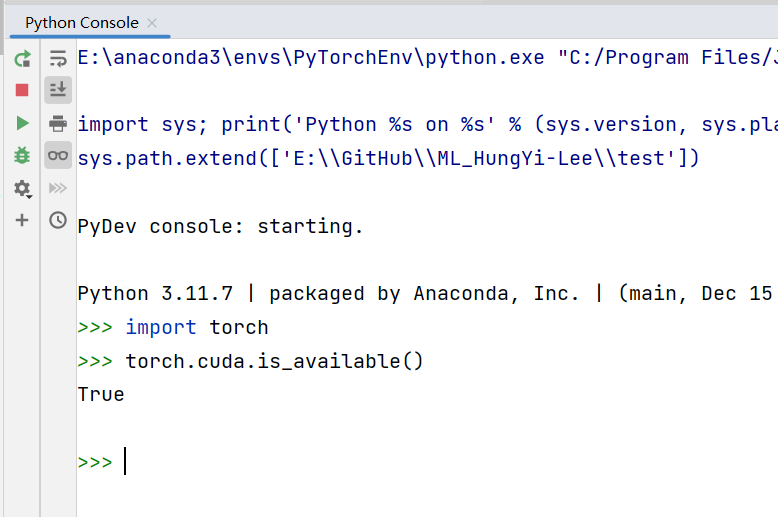 Python Console
E:\anaconda3\envs\PyTorchEnv\python.exe "C:/Program Files/
import sys; print('Python %s on %s' % (sys.version, sys.pla
sys.path.extend(['E:\\GitHub\\ML_HungYi-Lee\\test'])
PyDev console: starting.
Python 3.11.7 | packaged by Anaconda, Inc. | (main, Dec 15
>>> import torch
>>> torch.cuda.is_available()
True
>>>